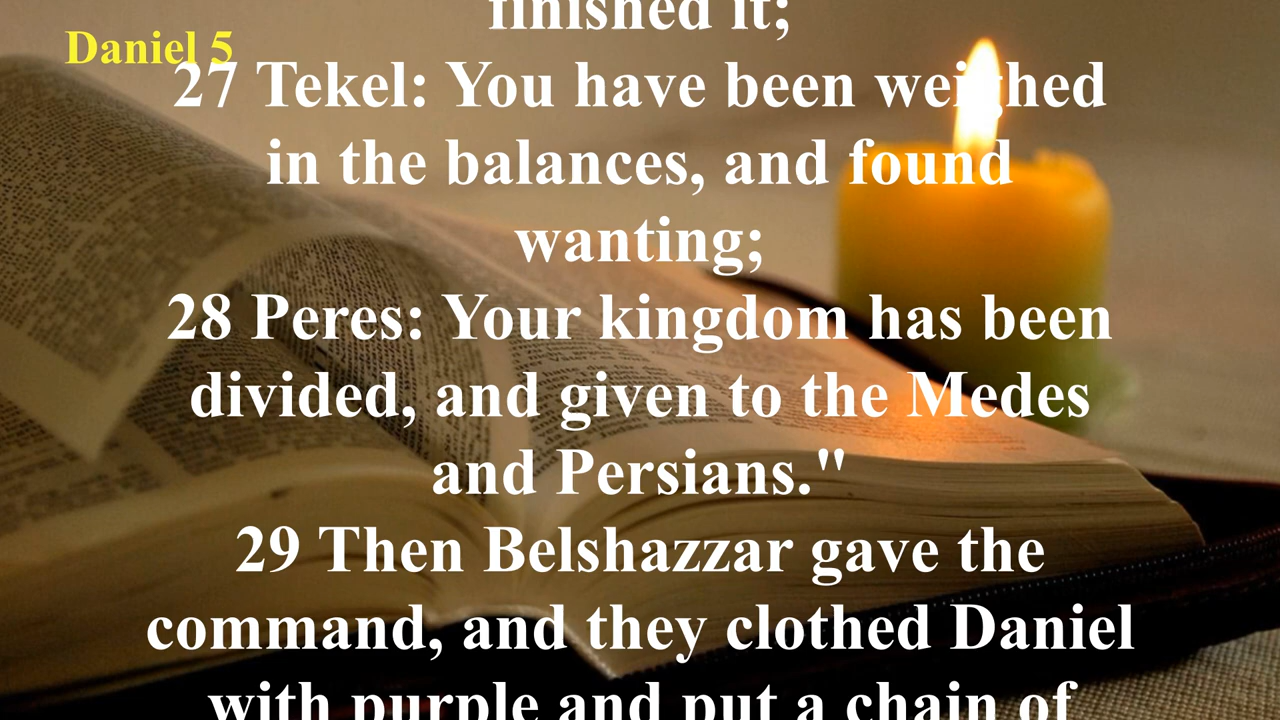 finished it;
Daniel 5
27 Tekel: You have been weighed
in the balances, and found
wanting;
28 Peres: Your kingdom has been
divided, and given to the Medes
and Persians."
29 Then Belshazzar gave the
command, and they clothed Daniel
with purple and put a chain of